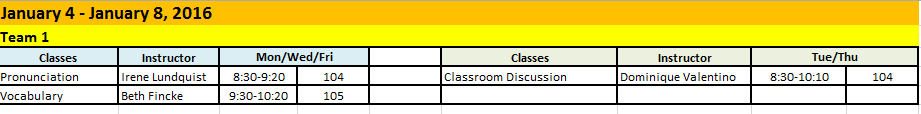 January 4 - January 8, 2016
Team 1
Classes Instructor Mon/Wed/Fri Classes Instructor Tue/Thu
Pronunciation Irene Lundquist 8:30-9:20 104 Classroom Discussion Dominique Valentino 8:30-10:10 104
Vocabulary Beth Fincke 9:30-10:20 105